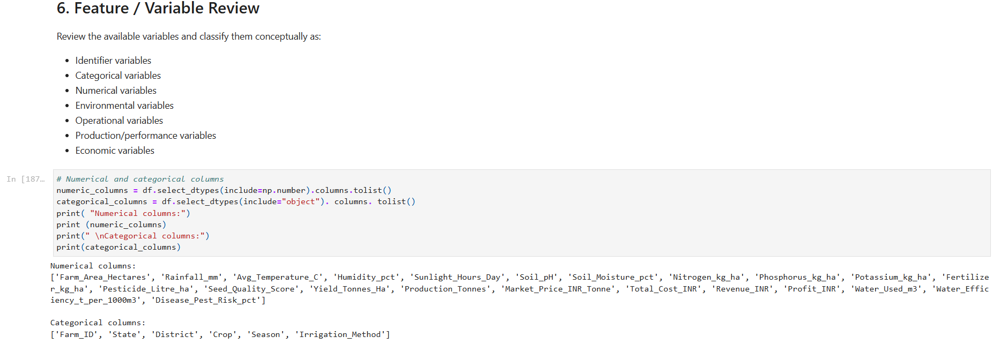 6. Feature / Variable Review
Review the available variables and classify them conceptually as:
• Identifier variables
• Categorical variables
• Numerical variables
• Environmental variables
• Operational variables
• Production/performance variables
• Economic variables
In [187…
# Numerical and categorical columns
numeric_columns = df.select_dtypes(include=np.number).columns.tolist()
categorical_columns = df.select_dtypes(include="object"). columns. tolist()
print( "Numerical columns:")
print (numeric_columns)
print(" \nCategorical columns:")
print(categorical_columns)
Numerical columns:
['Farm_Area_Hectares', 'Rainfall_mm', 'Avg_Temperature_C', 'Humidity_pct', 'Sunlight_Hours_Day', 'Soil_pH', 'Soil_Moisture_pct', 'Nitrogen_kg_ha', 'Phosphorus_kg_ha', 'Potassium_kg_ha', 'Fertilize
r_kg_ha', 'Pesticide_Litre_ha', 'Seed_Quality_Score', 'Yield_Tonnes_Ha', 'Production_Tonnes', 'Market_Price_INR_Tonne', 'Total_Cost_INR', 'Revenue_INR', 'Profit_INR', 'Water_Used_m3', 'Water_Effic
iency_t_per_1000m3', 'Disease_Pest_Risk_pct']
Categorical columns:
['Farm_ID', 'State', 'District', 'Crop', 'Season', 'Irrigation_Method']